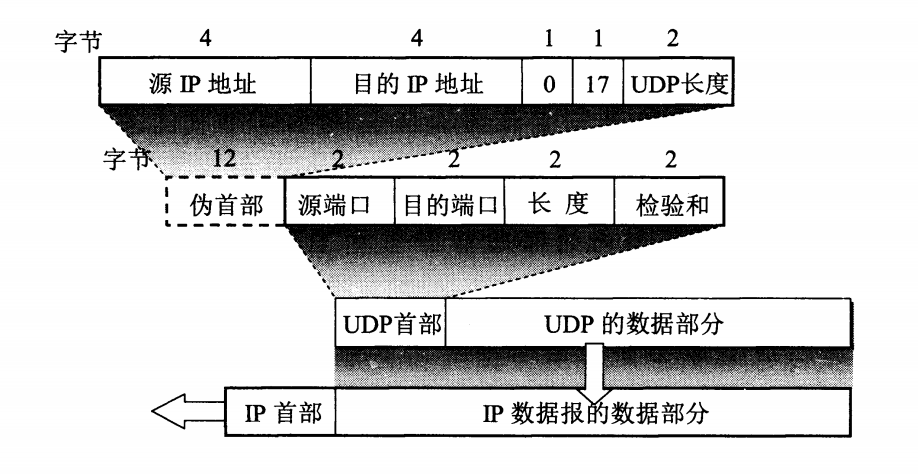 字节 4 4 1 1 2
源 IP 地址 目的 IP 地址 0 17 UDP长度
字节 12 2 2 2 2
伪首部 源端口 目的端口 长 度 检验和
UDP首部 UDP 的数据部分
IP 首部 IP 数据报的数据部分